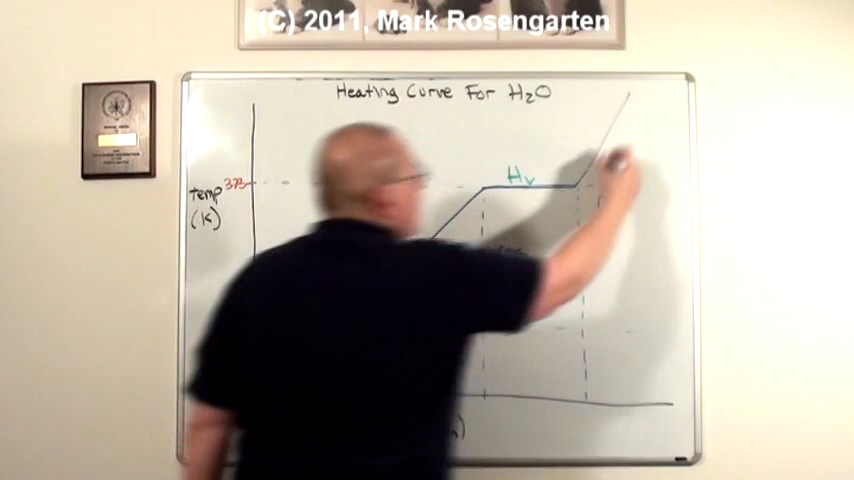 (C) 2011, Mark Rosengarten
Heating Curve For H₂O
Hv
373
Temp
(K)